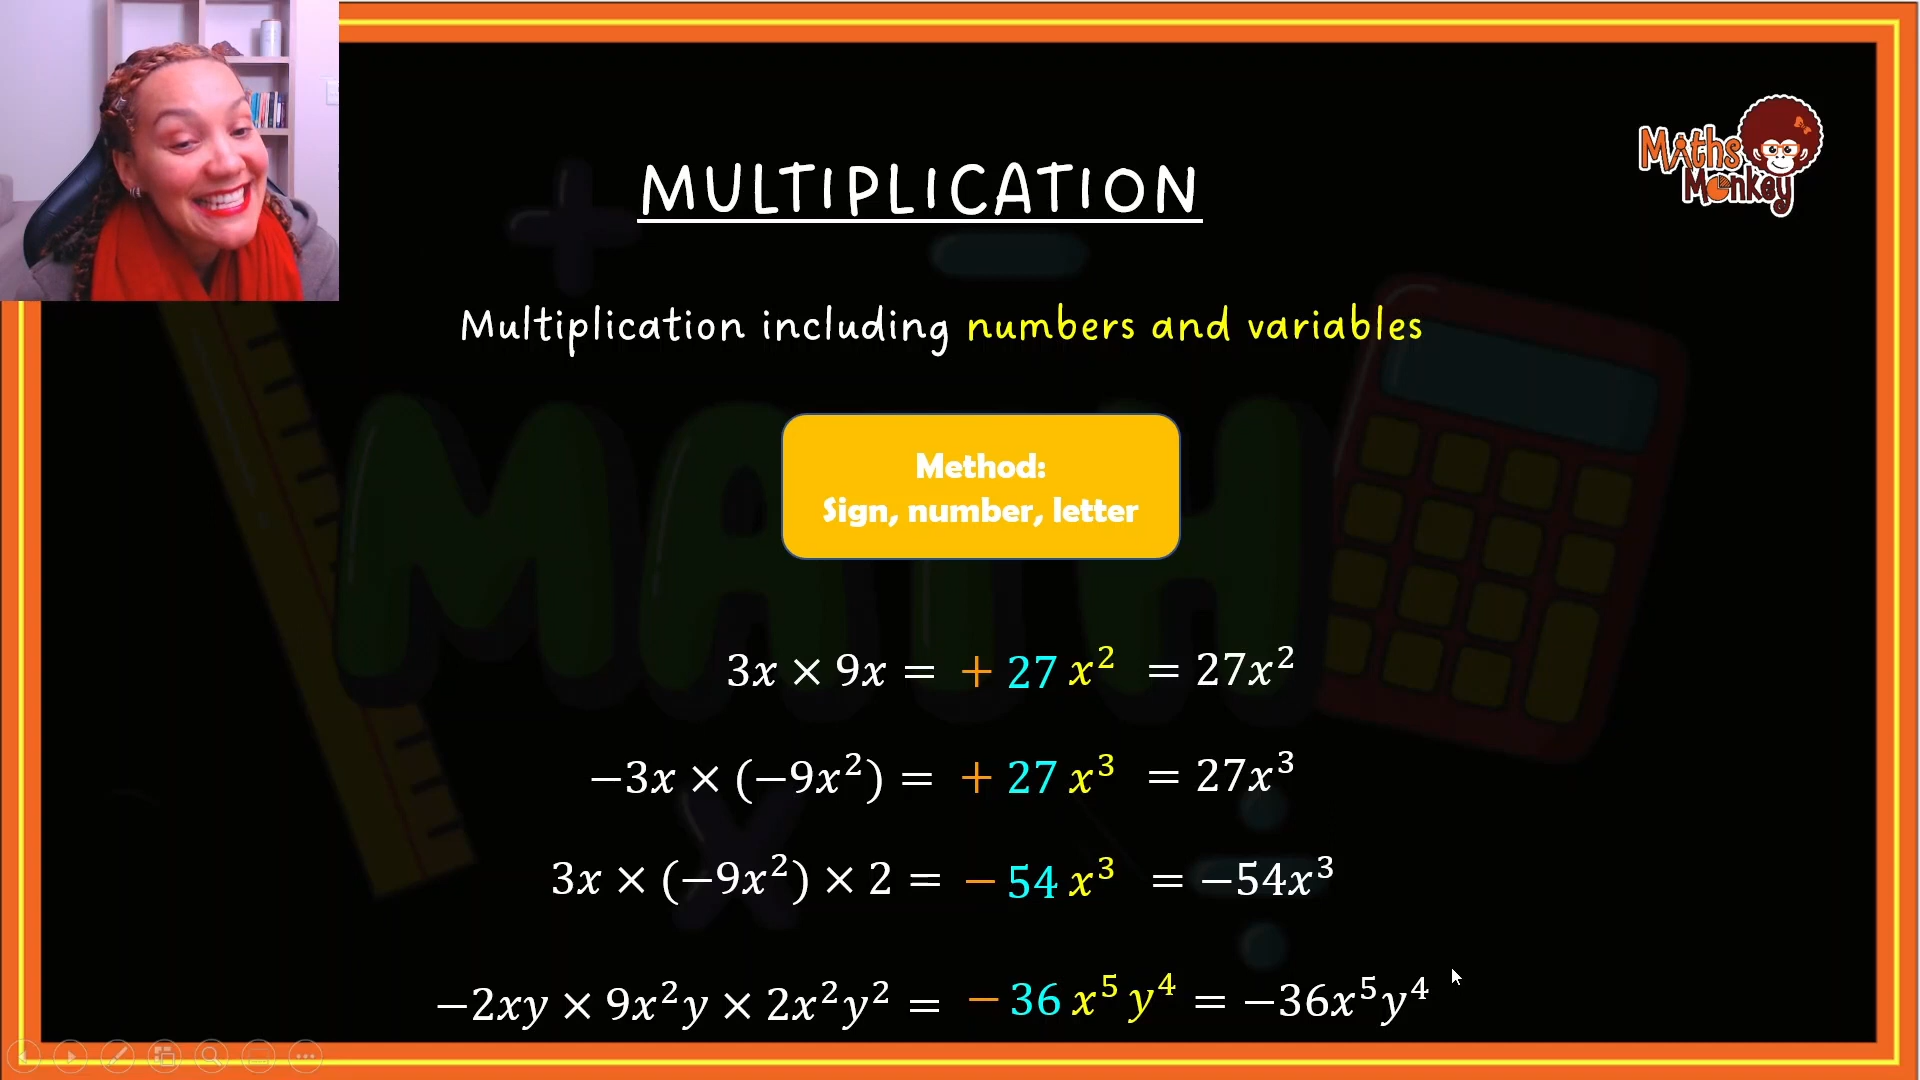 Maths
Monkey
MULTIPLICATION
Multiplication including numbers and variables
MATH
Method:
Sign, number, letter
3x × 9x = + 27 x² = 27x²
−3x × (−9x²) = + 27 x³ = 27x³
3x × (−9x²) × 2 = − 54 x³ = −54x³
−2xy × 9x²y × 2x²y² = − 36 x⁵ y⁴ = −36x⁵y⁴